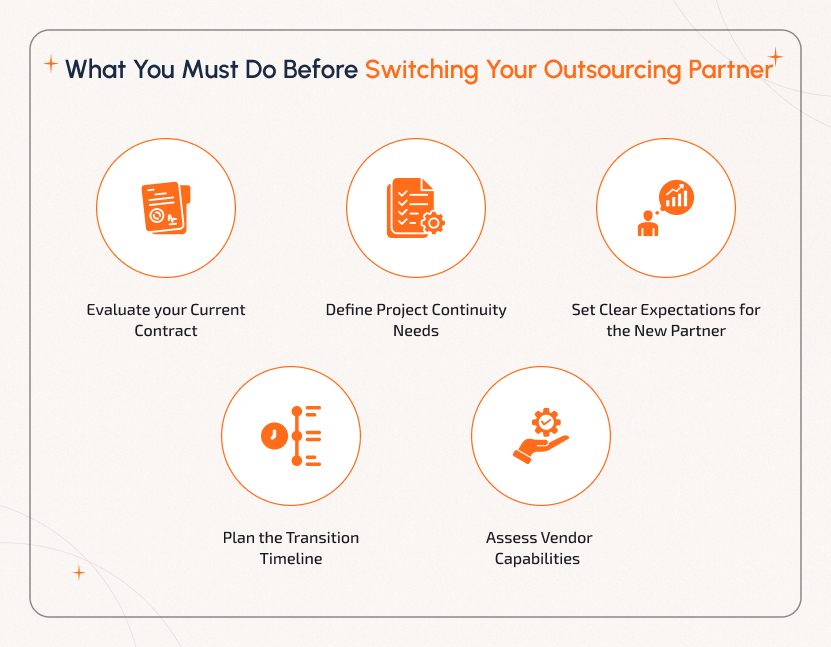 What You Must Do Before Switching Your Outsourcing Partner
Evaluate your Current
Contract
Define Project Continuity
Needs
Set Clear Expectations for
the New Partner
Plan the Transition
Timeline
Assess Vendor
Capabilities